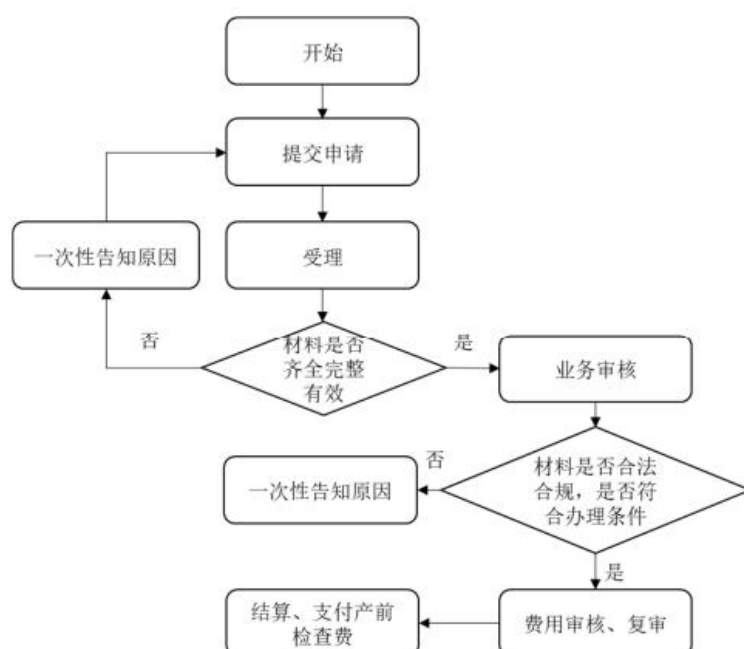 开始
提交申请
一次性告知原因
受理
否
材料是否
齐全完整
有效
是
业务审核
一次性告知原因
否
材料是否合法
合规，是否符
合办理条件
是
结算、支付产前
检查费
费用审核、复审